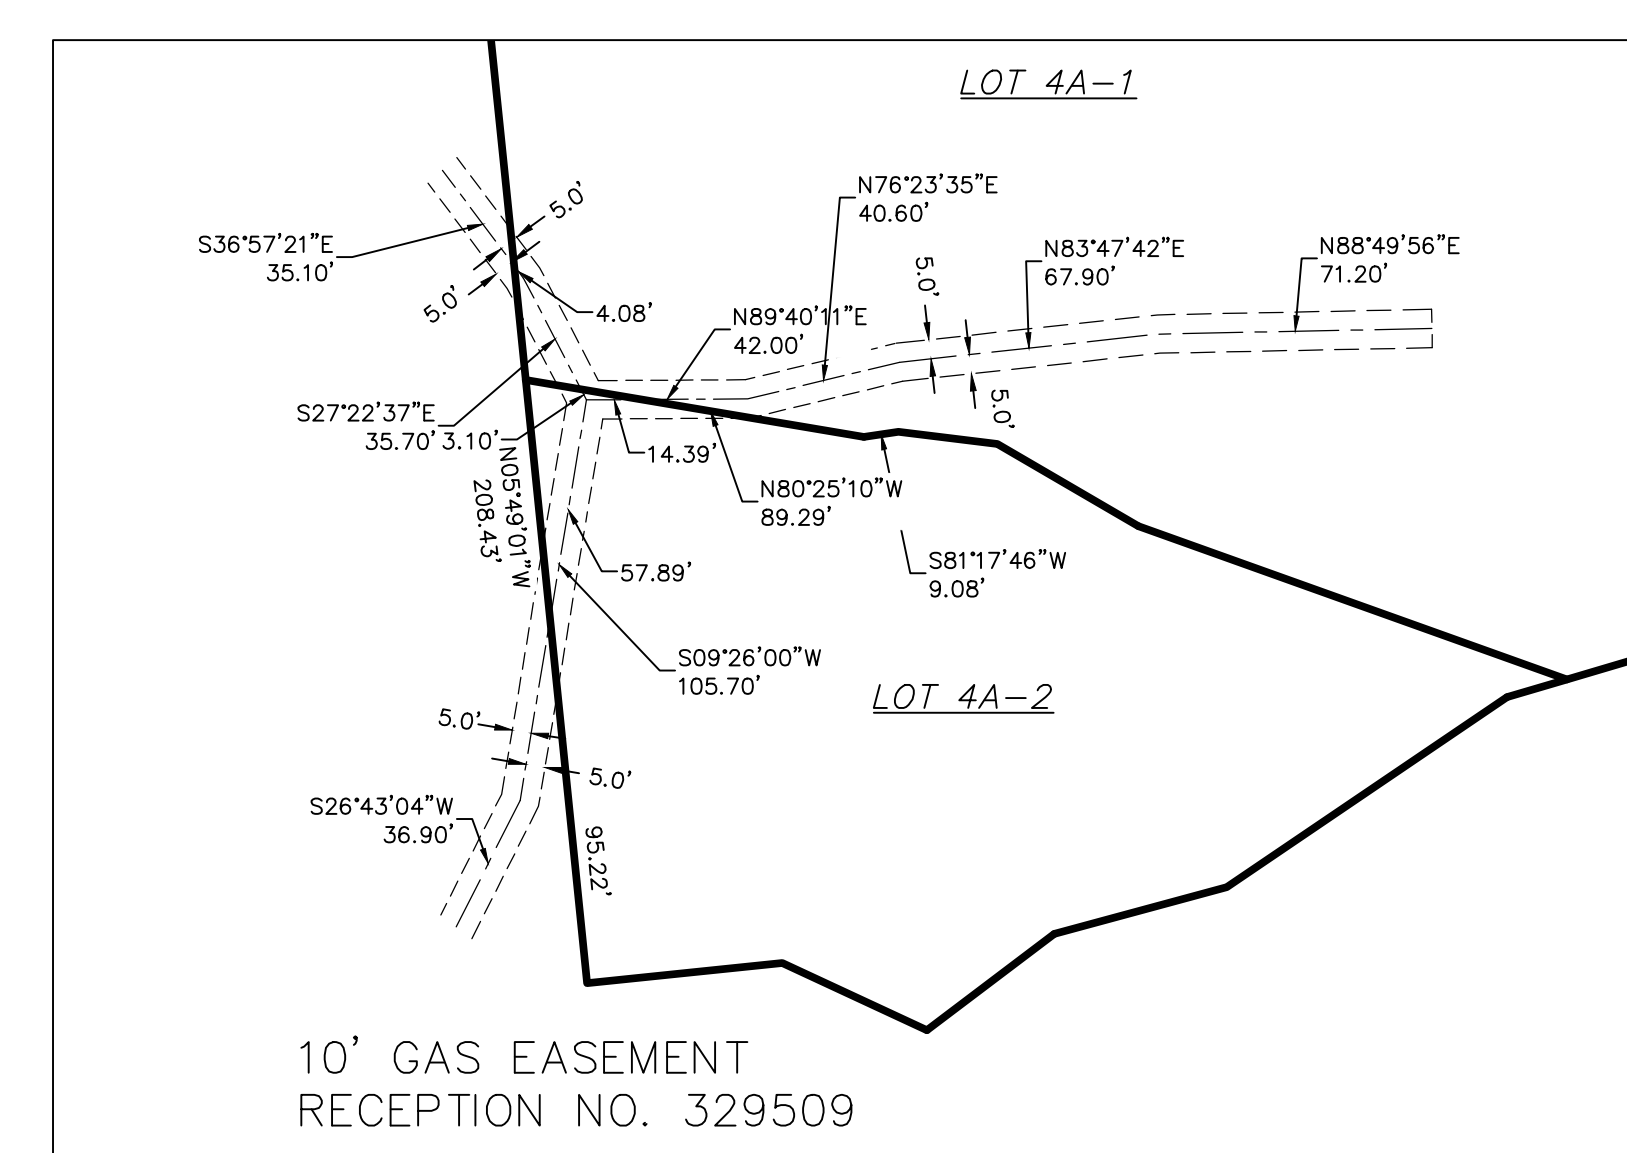 LOT 4A-1
N76°23'35"E
40.60'
5.0'
S36°57'21"E
35.10'
N83°47'42"E
67.90'
N88°49'56"E
71.20'
5.0'
5.0'
4.08'
N89°40'11"E
42.00'
S27°22'37"E
35.70' 3.10'
5.0'
14.39'
N80°25'10"W
89.29'
N05°49'01"W
208.43'
S81°17'46"W
9.08'
57.89'
S09°26'00"W
105.70'
LOT 4A-2
5.0'
5.0'
S26°43'04"W
36.90'
95.22'
10' GAS EASEMENT
RECEPTION NO. 329509